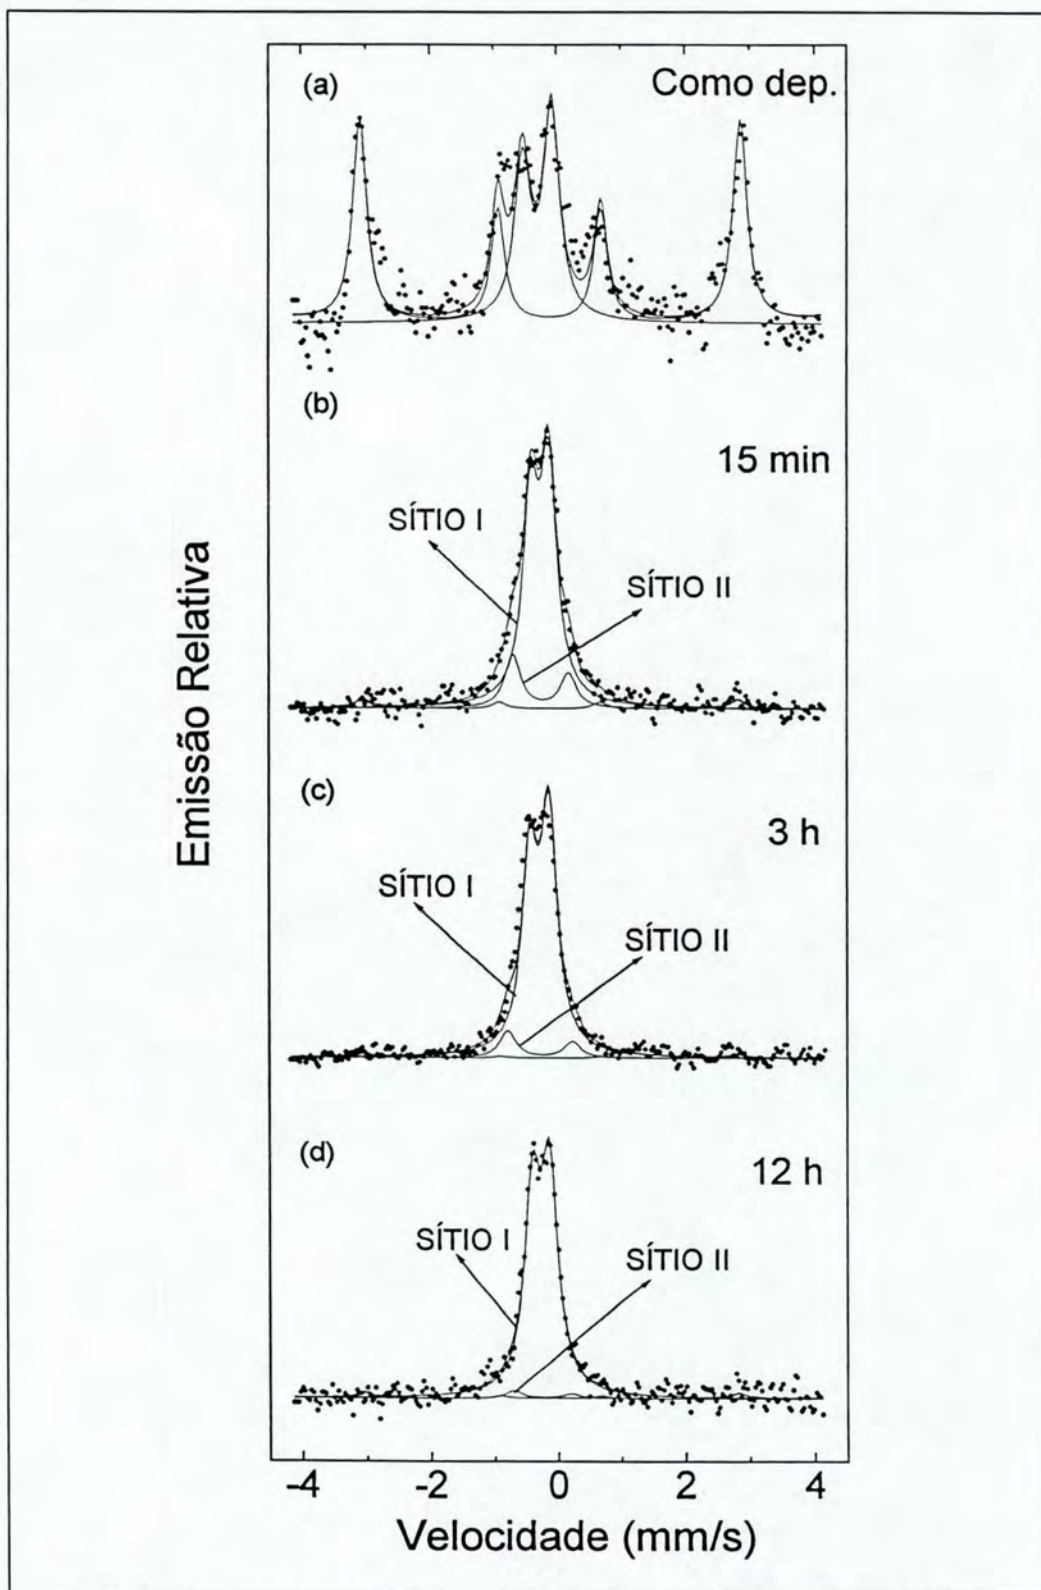 (a)
Como dep.
(b)
15 min
SÍTIO I
SÍTIO II
(c)
3 h
SÍTIO I
SÍTIO II
(d)
12 h
SÍTIO I
SÍTIO II
Emissão Relativa
-4 -2 0 2 4
Velocidade (mm/s)